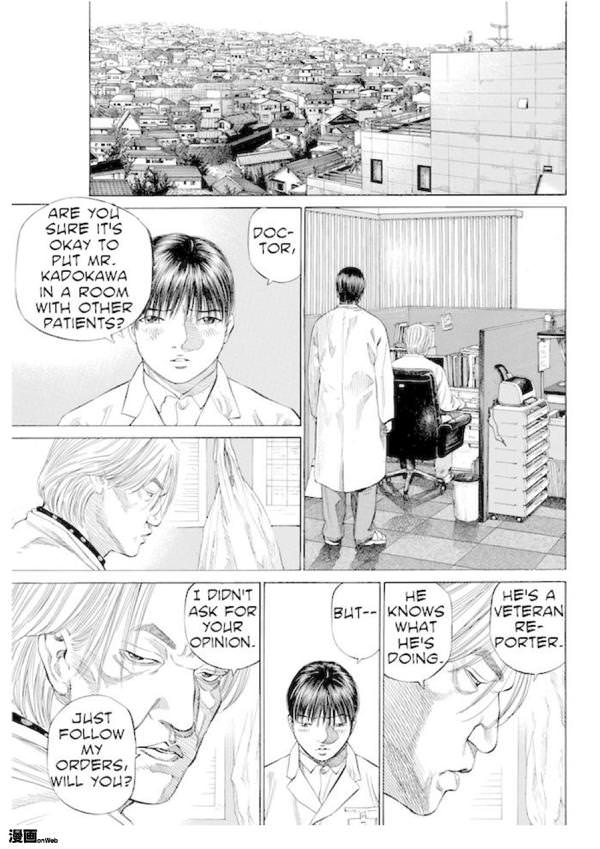 DOC-
TOR,
ARE YOU
SURE IT'S
OKAY TO
PUT MR.
KADOKAWA
IN A ROOM
WITH OTHER
PATIENTS?
HE'S A
VETERAN
RE-
PORTER.
HE
KNOWS
WHAT
HE'S
DOING.
BUT--
I DIDN'T
ASK FOR
YOUR
OPINION.
JUST
FOLLOW
MY
ORDERS,
WILL YOU?
漫画 on Web